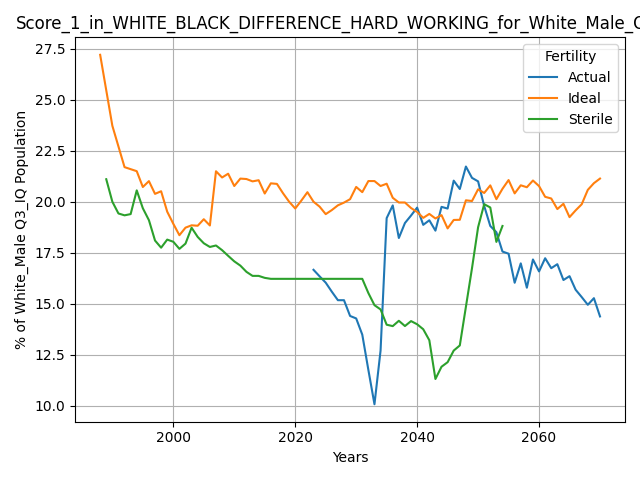 Score_1_in_WHITE_BLACK_DIFFERENCE_HARD_WORKING_for_White_Male_
Fertility
Actual
Ideal
Sterile
27.5
25.0
22.5
20.0
17.5
15.0
12.5
10.0
% of White_Male Q3_IQ Population
2000
2020
2040
2060
Years